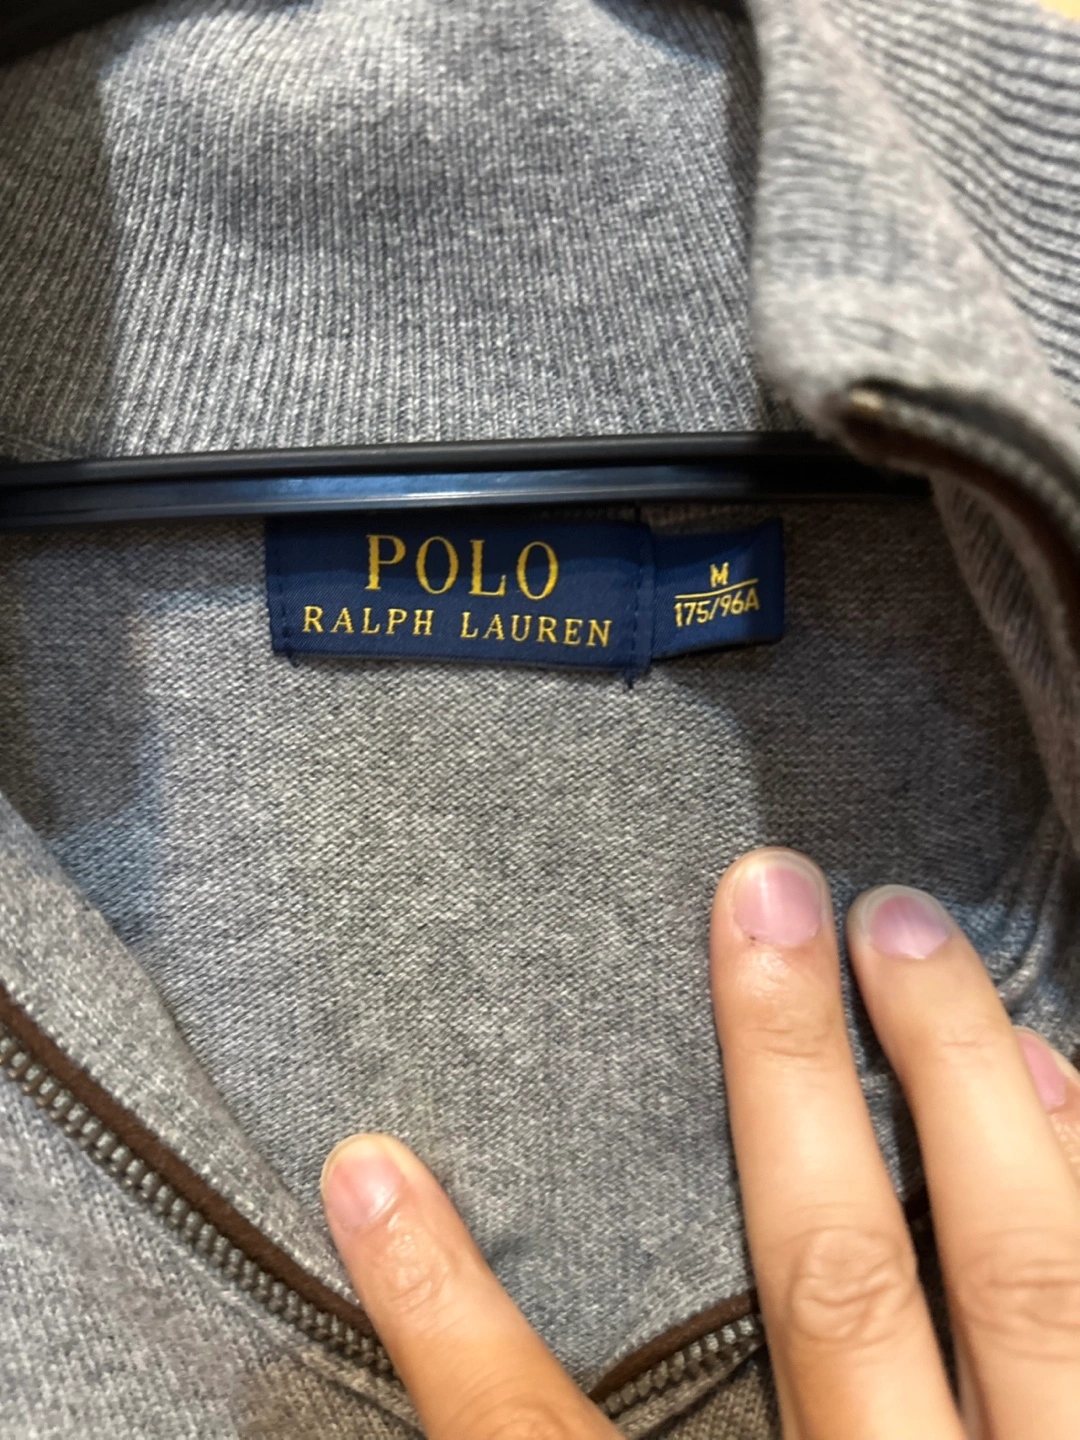 POLO
RALPH LAUREN
M
175/96A